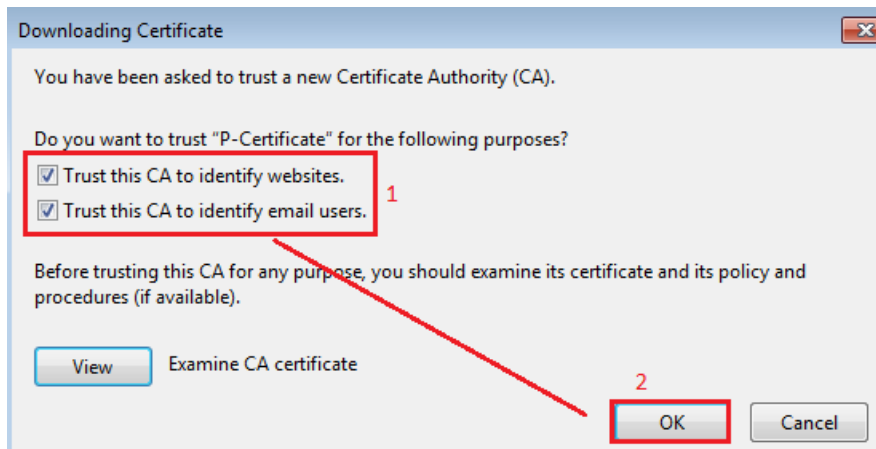 Downloading Certificate
You have been asked to trust a new Certificate Authority (CA).
Do you want to trust “P-Certificate” for the following purposes?
Trust this CA to identify websites.
1
Trust this CA to identify email users.
Before trusting this CA for any purpose, you should examine its certificate and its policy and
procedures (if available).
View Examine CA certificate
2
OK Cancel